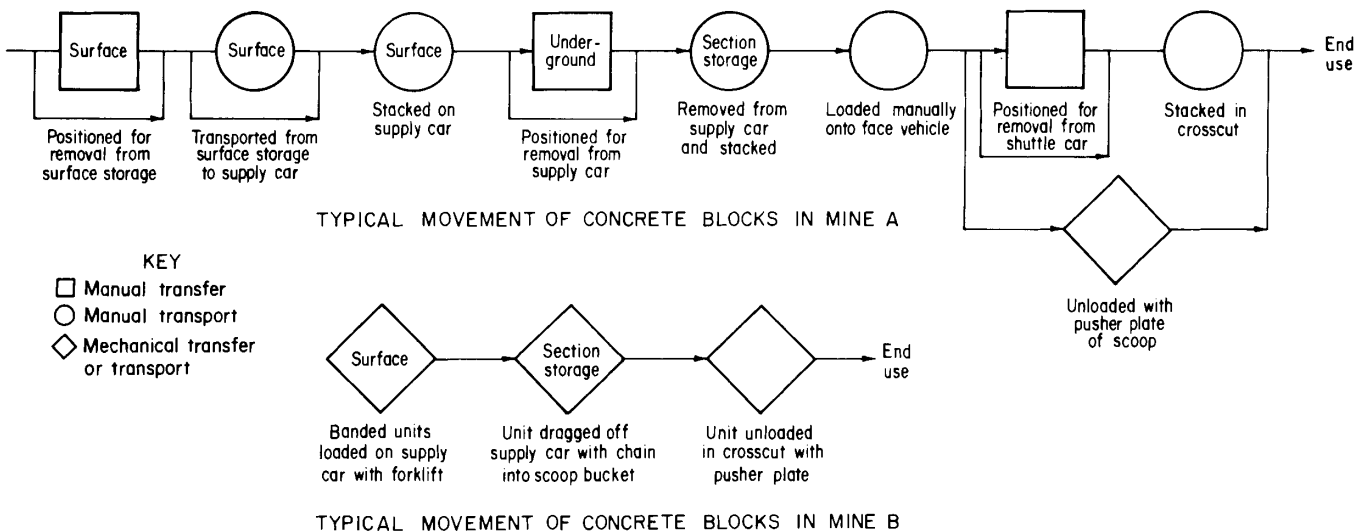 Surface
Positioned for
removal from
surface storage
Surface
Transported from
surface storage
to supply car
Surface
Stacked on
supply car
Under-
ground
Positioned for
removal from
supply car
Section
storage
Removed from
supply car
and stacked
Loaded manually
onto face vehicle
Positioned for
removal from
shuttle car
Stacked in
crosscut
End
use
Unloaded with
pusher plate
of scoop
TYPICAL MOVEMENT OF CONCRETE BLOCKS IN MINE A
KEY
Manual transfer
Manual transport
Mechanical transfer
or transport
Surface
Banded units
loaded on supply
car with forklift
Section
storage
Unit dragged off
supply car with chain
into scoop bucket
Unit unloaded
in crosscut with
pusher plate
End
use
TYPICAL MOVEMENT OF CONCRETE BLOCKS IN MINE B